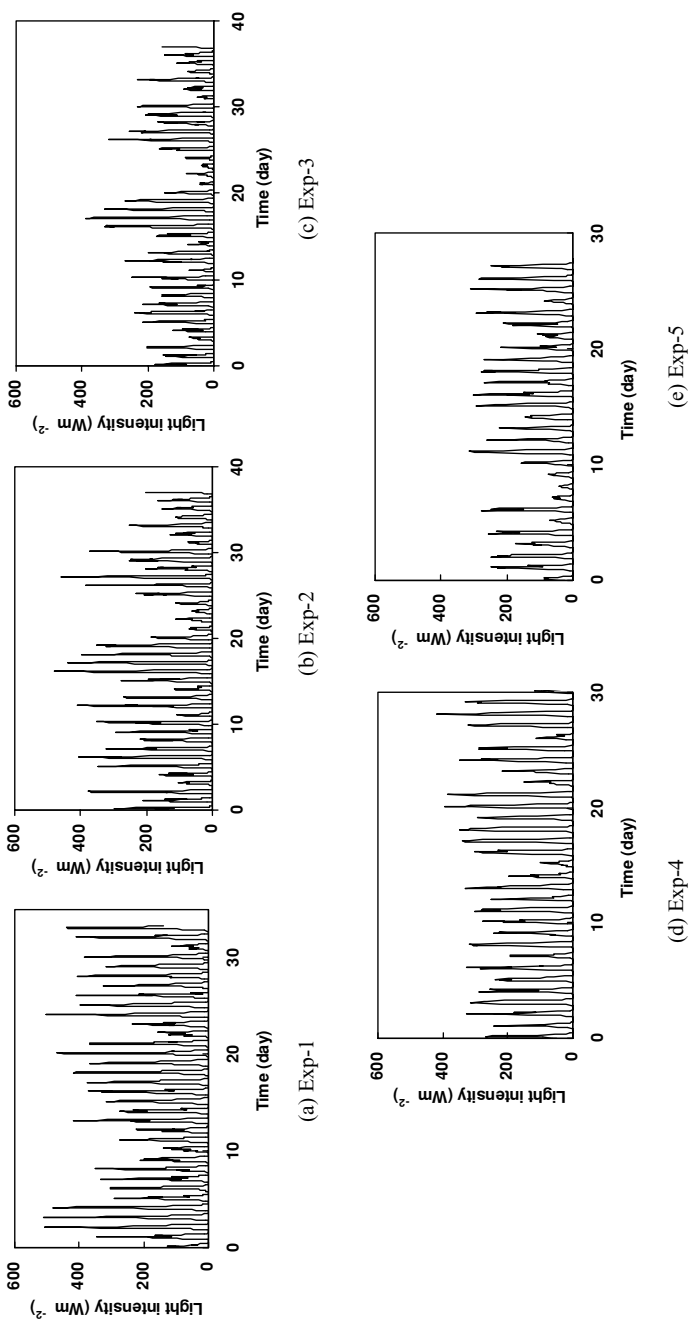 600
400
200
0
Light intensity (Wm⁻²)
0
10
20
30
Time (day)
(a) Exp-1
600
400
200
0
Light intensity (Wm⁻²)
0
10
20
30
40
Time (day)
(b) Exp-2
600
400
200
0
Light intensity (Wm⁻²)
0
10
20
30
40
Time (day)
(c) Exp-3
600
400
200
0
Light intensity (Wm⁻²)
0
10
20
30
Time (day)
(d) Exp-4
600
400
200
0
Light intensity (Wm⁻²)
0
10
20
30
Time (day)
(e) Exp-5